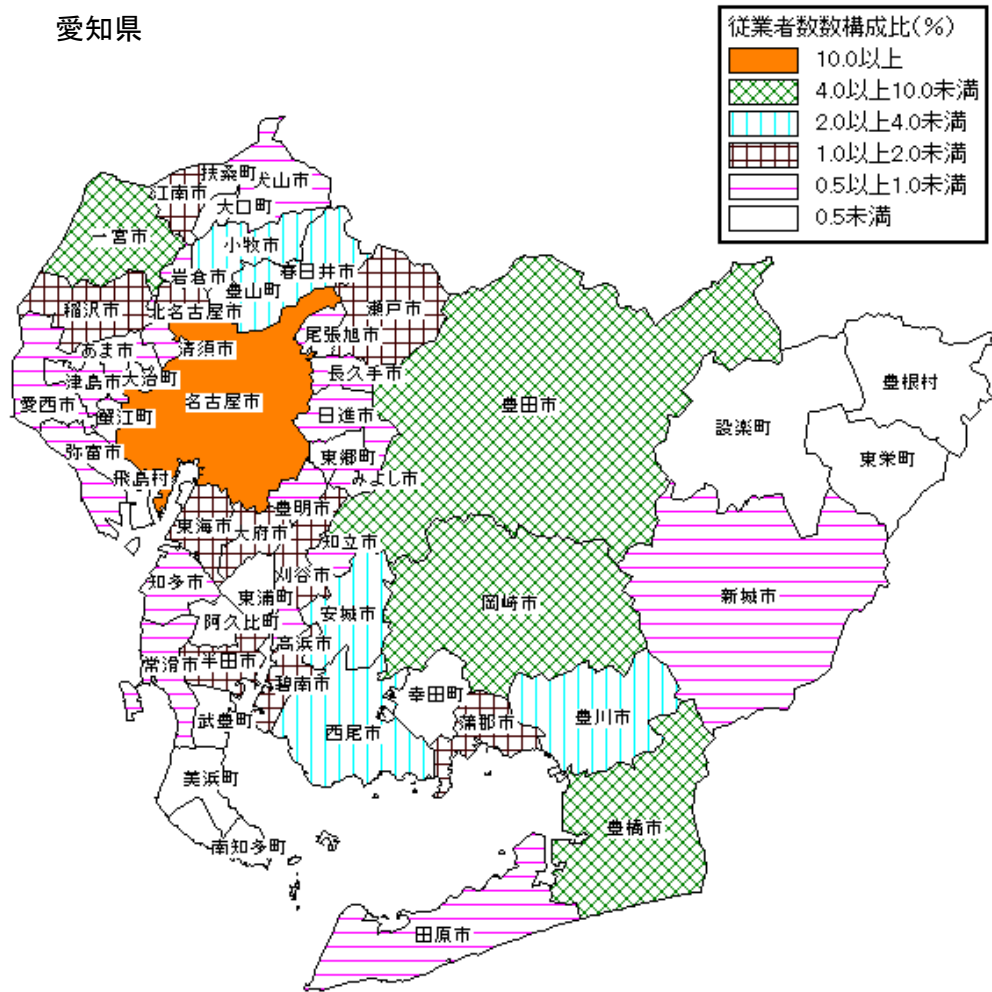 愛知県
従業者数数構成比(%)
10.0以上
4.0以上10.0未満
2.0以上4.0未満
1.0以上2.0未満
0.5以上1.0未満
0.5未満
扶桑町
犬山市
江南市
大口町
一宮市
小牧市
岩倉市
春日井市
豊山町
稲沢市
北名古屋市
瀬戸市
尾張旭市
あま市
清須市
長久手市
津島市
大治町
豊根村
愛西市
蟹江町
名古屋市
日進市
豊田市
設楽町
弥富市
東郷町
東栄町
飛島村
みよし市
豊明市
東海市
大府市
知立市
知多市
刈谷市
東浦町
新城市
阿久比町
安城市
岡崎市
高浜市
常滑市
半田市
碧南市
幸田町
武豊町
西尾市
蒲郡市
豊川市
美浜町
豊橋市
南知多町
田原市